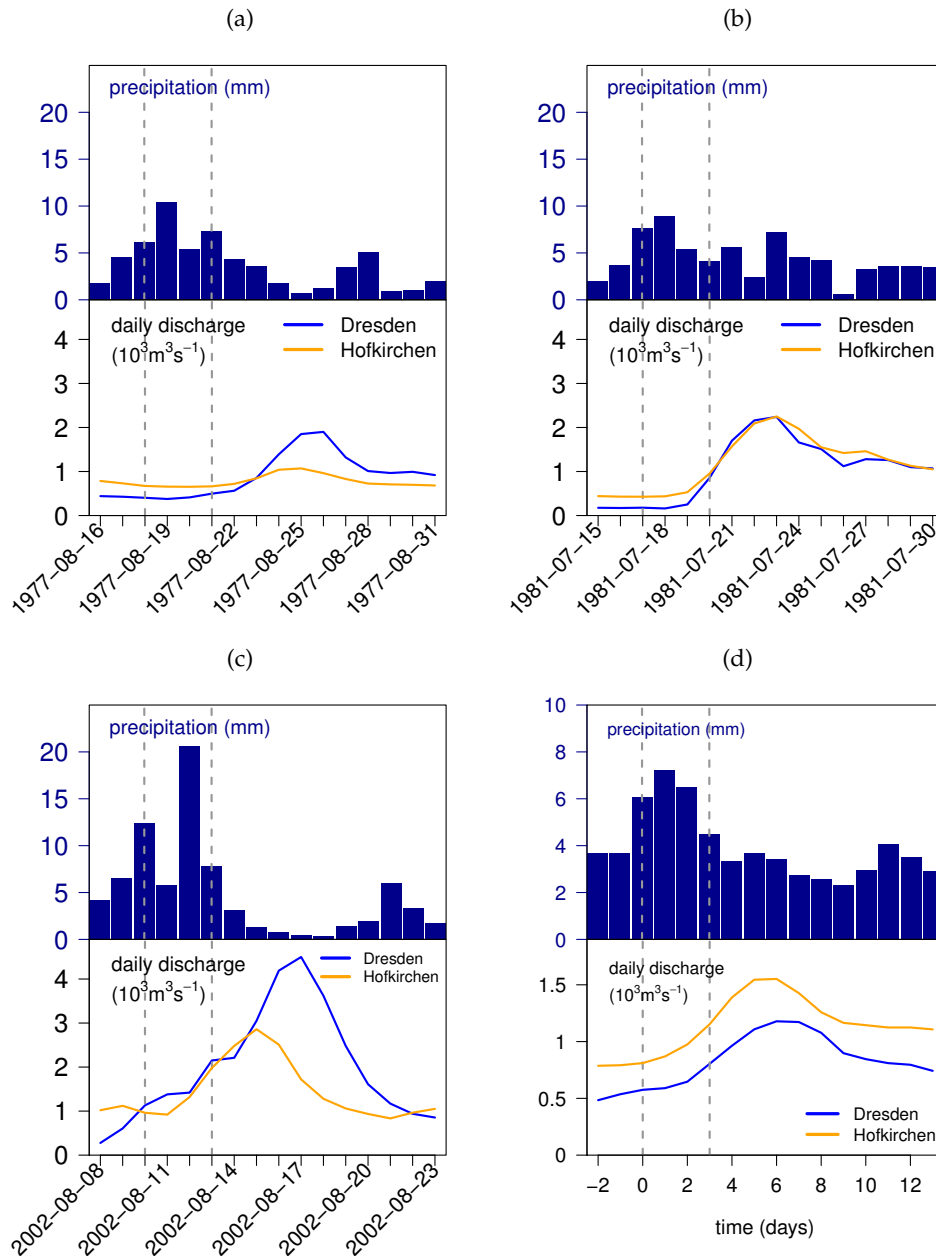 (a)
precipitation (mm)
20
15
10
5
0
daily discharge
(10³m³s⁻¹)
Dresden
Hofkirchen
4
3
2
1
0
1977−08−16
1977−08−19
1977−08−22
1977−08−25
1977−08−28
1977−08−31
(b)
precipitation (mm)
20
15
10
5
0
daily discharge
(10³m³s⁻¹)
Dresden
Hofkirchen
4
3
2
1
0
1981−07−15
1981−07−18
1981−07−21
1981−07−24
1981−07−27
1981−07−30
(c)
precipitation (mm)
20
15
10
5
0
daily discharge
(10³m³s⁻¹)
Dresden
Hofkirchen
4
3
2
1
0
2002−08−08
2002−08−11
2002−08−14
2002−08−17
2002−08−20
2002−08−23
(d)
10
precipitation (mm)
8
6
4
2
0
daily discharge
(10³m³s⁻¹)
1.5
1
0.5
0
Dresden
Hofkirchen
−2 0 2 4 6 8 10 12
time (days)